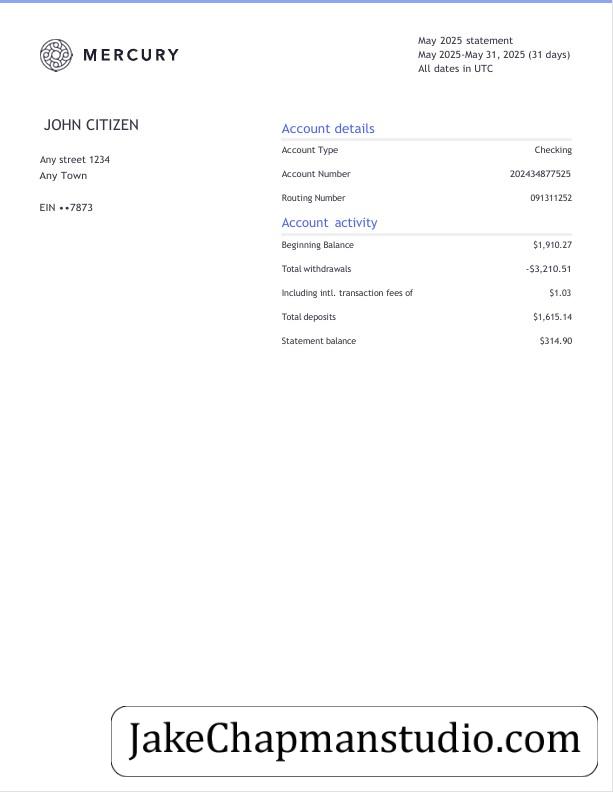 MERCURY
May 2025 statement
May 2025-May 31, 2025 (31 days)
All dates in UTC
JOHN CITIZEN
Any street 1234
Any Town
EIN ••7873
Account details
Account Type Checking
Account Number 202434877525
Routing Number 091311252
Account activity
Beginning Balance $1,910.27
Total withdrawals -$3,210.51
Including intl. transaction fees of $1.03
Total deposits $1,615.14
Statement balance $314.90
JakeChapmanstudio.com